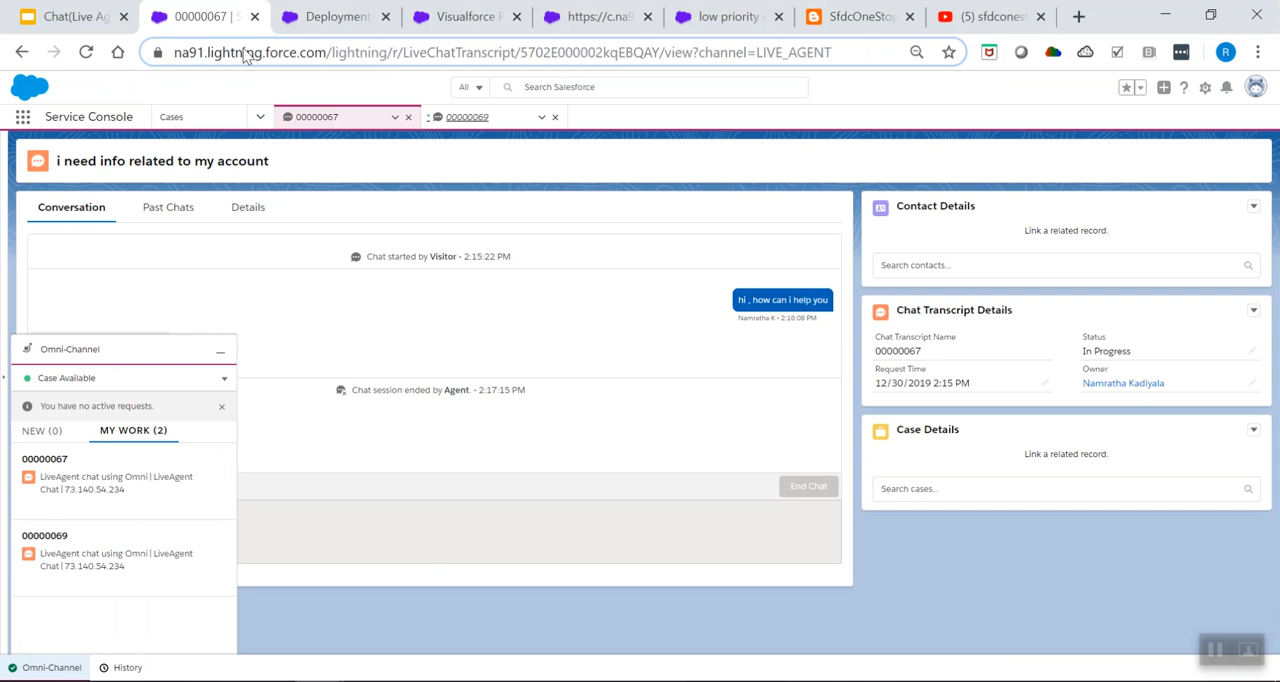 Chat(Live Ag
00000067 | S
Deployment
Visualforce P
https://c.na9
low priority
SfdcOneStop
(5) sfdcones
na91.lightning.force.com/lightning/r/LiveChatTranscript/5702E000002kqEBQAY/view?channel=LIVE_AGENT
R
All
Search Salesforce
Service Console
Cases
00000067
* 00000069
i need info related to my account
Conversation
Past Chats
Details
Chat started by Visitor • 2:15:22 PM
hi , how can i help you
Namratha K • 2:16:08 PM
Chat session ended by Agent. • 2:17:15 PM
End Chat
Contact Details
Link a related record.
Search contacts...
Chat Transcript Details
Chat Transcript Name
00000067
Status
In Progress
Request Time
12/30/2019 2:15 PM
Owner
Namratha Kadiyala
Case Details
Link a related record.
Search cases...
Omni-Channel
Case Available
You have no active requests.
NEW (0)
MY WORK (2)
00000067
LiveAgent chat using Omni | LiveAgent
Chat | 73.140.54.234
00000069
LiveAgent chat using Omni | LiveAgent
Chat | 73.140.54.234
Omni-Channel
History